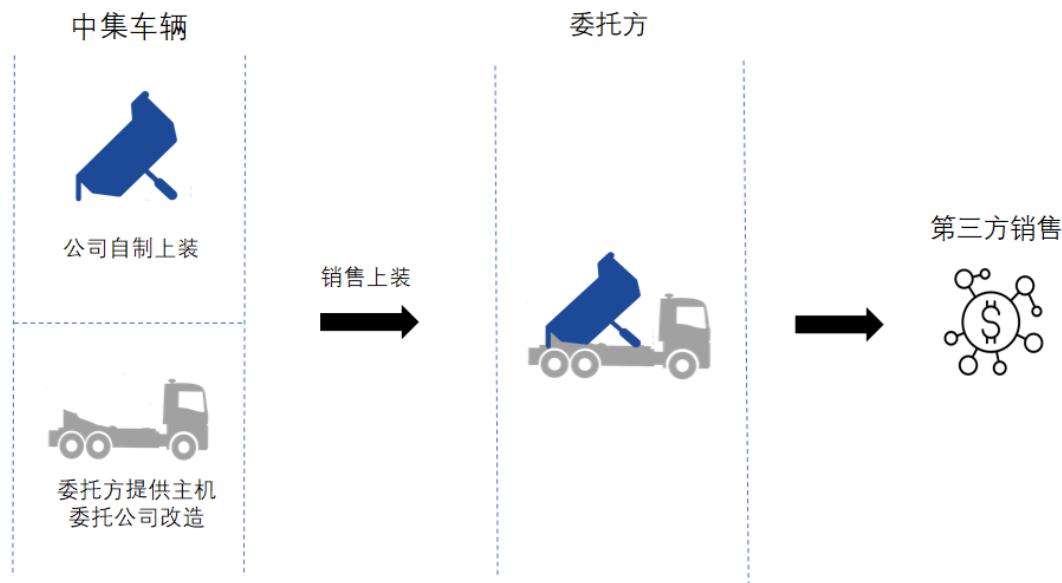 中集车辆
委托方
公司自制上装
销售上装
第三方销售
委托方提供主机
委托公司改造